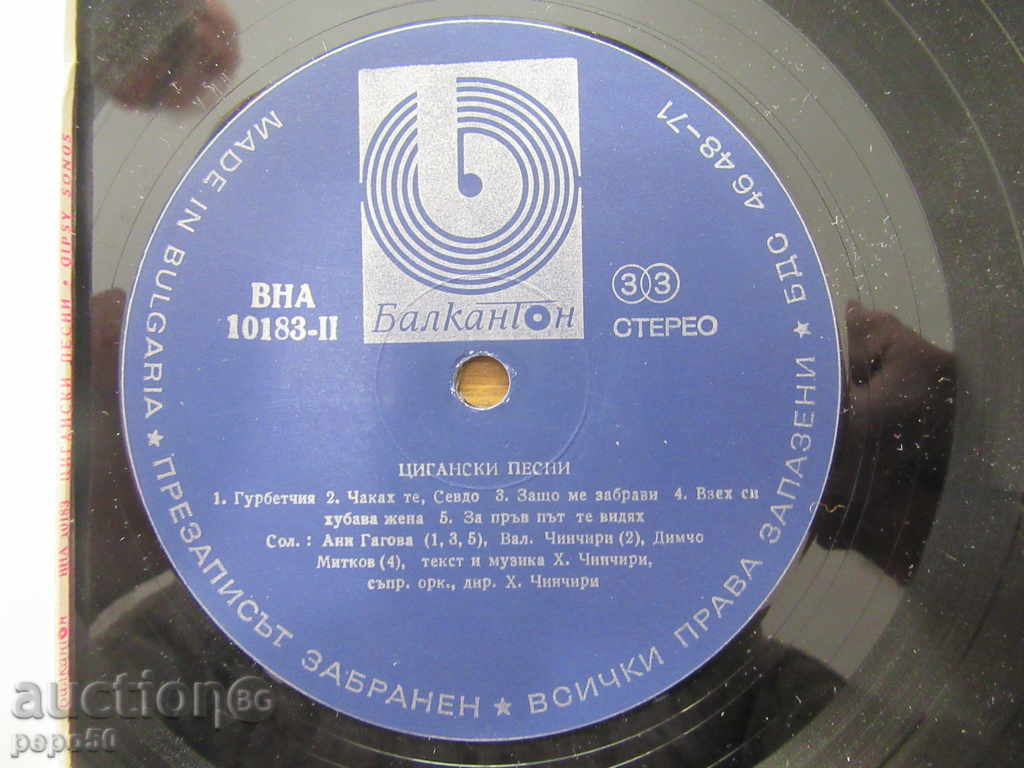 MADE IN BULGARIA ★ ПРЕЗАПИСЪТ ЗАБРАНЕН ★ ВСИЧКИ ПРАВА ЗАПАЗЕНИ ★ БДС 4648-71
Балкантон
ВНА
10183-II
33
СТЕРЕО
ЦИГАНСКИ ПЕСНИ
1. Гурбетчия 2. Чаках те, Севдо 3. Защо ме забрави 4. Взех си
хубава жена 5. За пръв път те видях
Сол.: Ани Гагова (1, 3, 5), Вал. Чинчири (2), Димчо
Митков (4), текст и музика Х. Чинчири,
съпр. орк., дир. Х. Чинчири
БАЛКАНТОН ВНА 10183 ЦИГАНСКИ ПЕСНИ • GIPSY SONGS
auctionBG
popo50